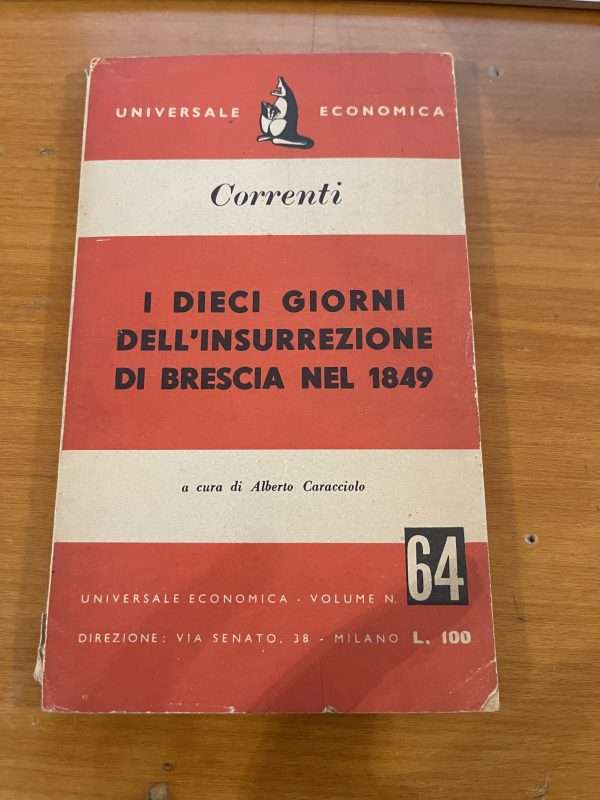 UNIVERSALE ECONOMICA
Correnti
I DIECI GIORNI
DELL'INSURREZIONE
DI BRESCIA NEL 1849
a cura di Alberto Caracciolo
UNIVERSALE ECONOMICA - VOLUME N. 64
DIREZIONE: VIA SENATO, 38 - MILANO L. 100